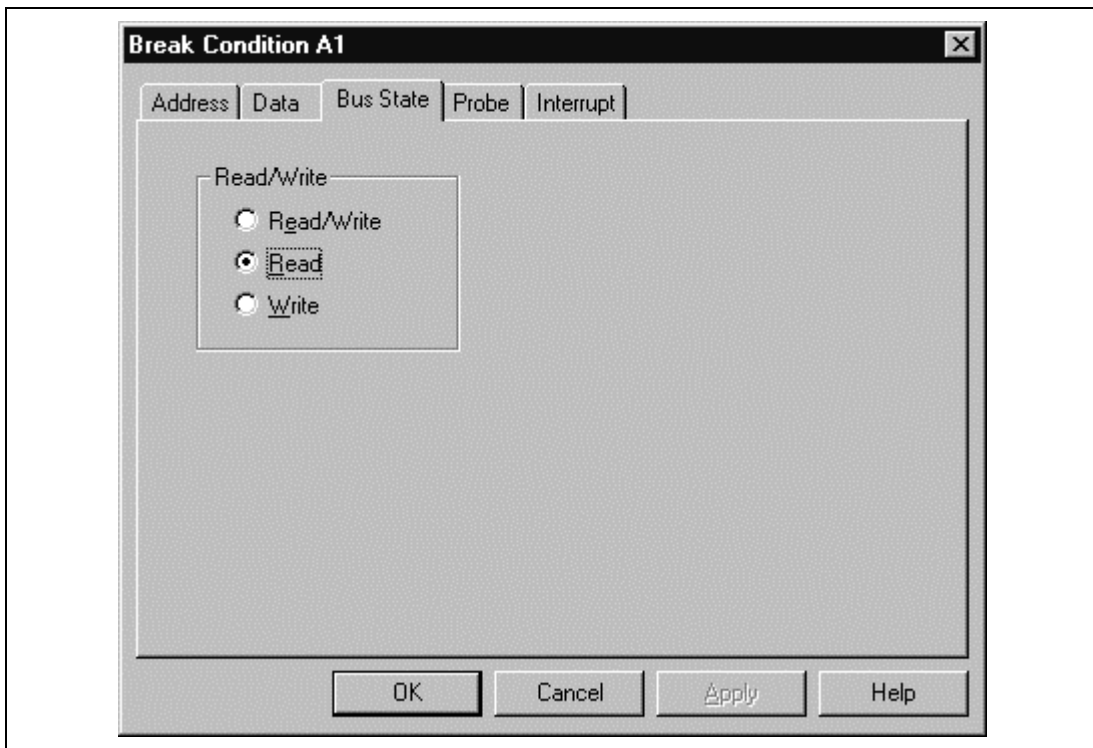 Break Condition A1
Address Data Bus State Probe Interrupt
Read/Write
Read/Write
Read
Write
OK Cancel Apply Help